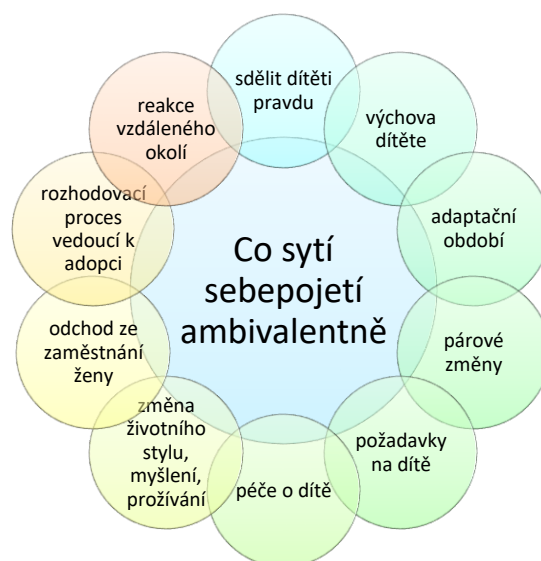 sdělit dítěti
pravdu
výchova
dítěte
adaptační
období
párové
změny
požadavky
na dítě
péče o dítě
změna
životního
stylu,
myšlení,
prožívání
odchod ze
zaměstnání
ženy
rozhodovací
proces
vedoucí k
adopci
reakce
vzdáleného
okolí
Co sytí
sebepojetí
ambivalentně